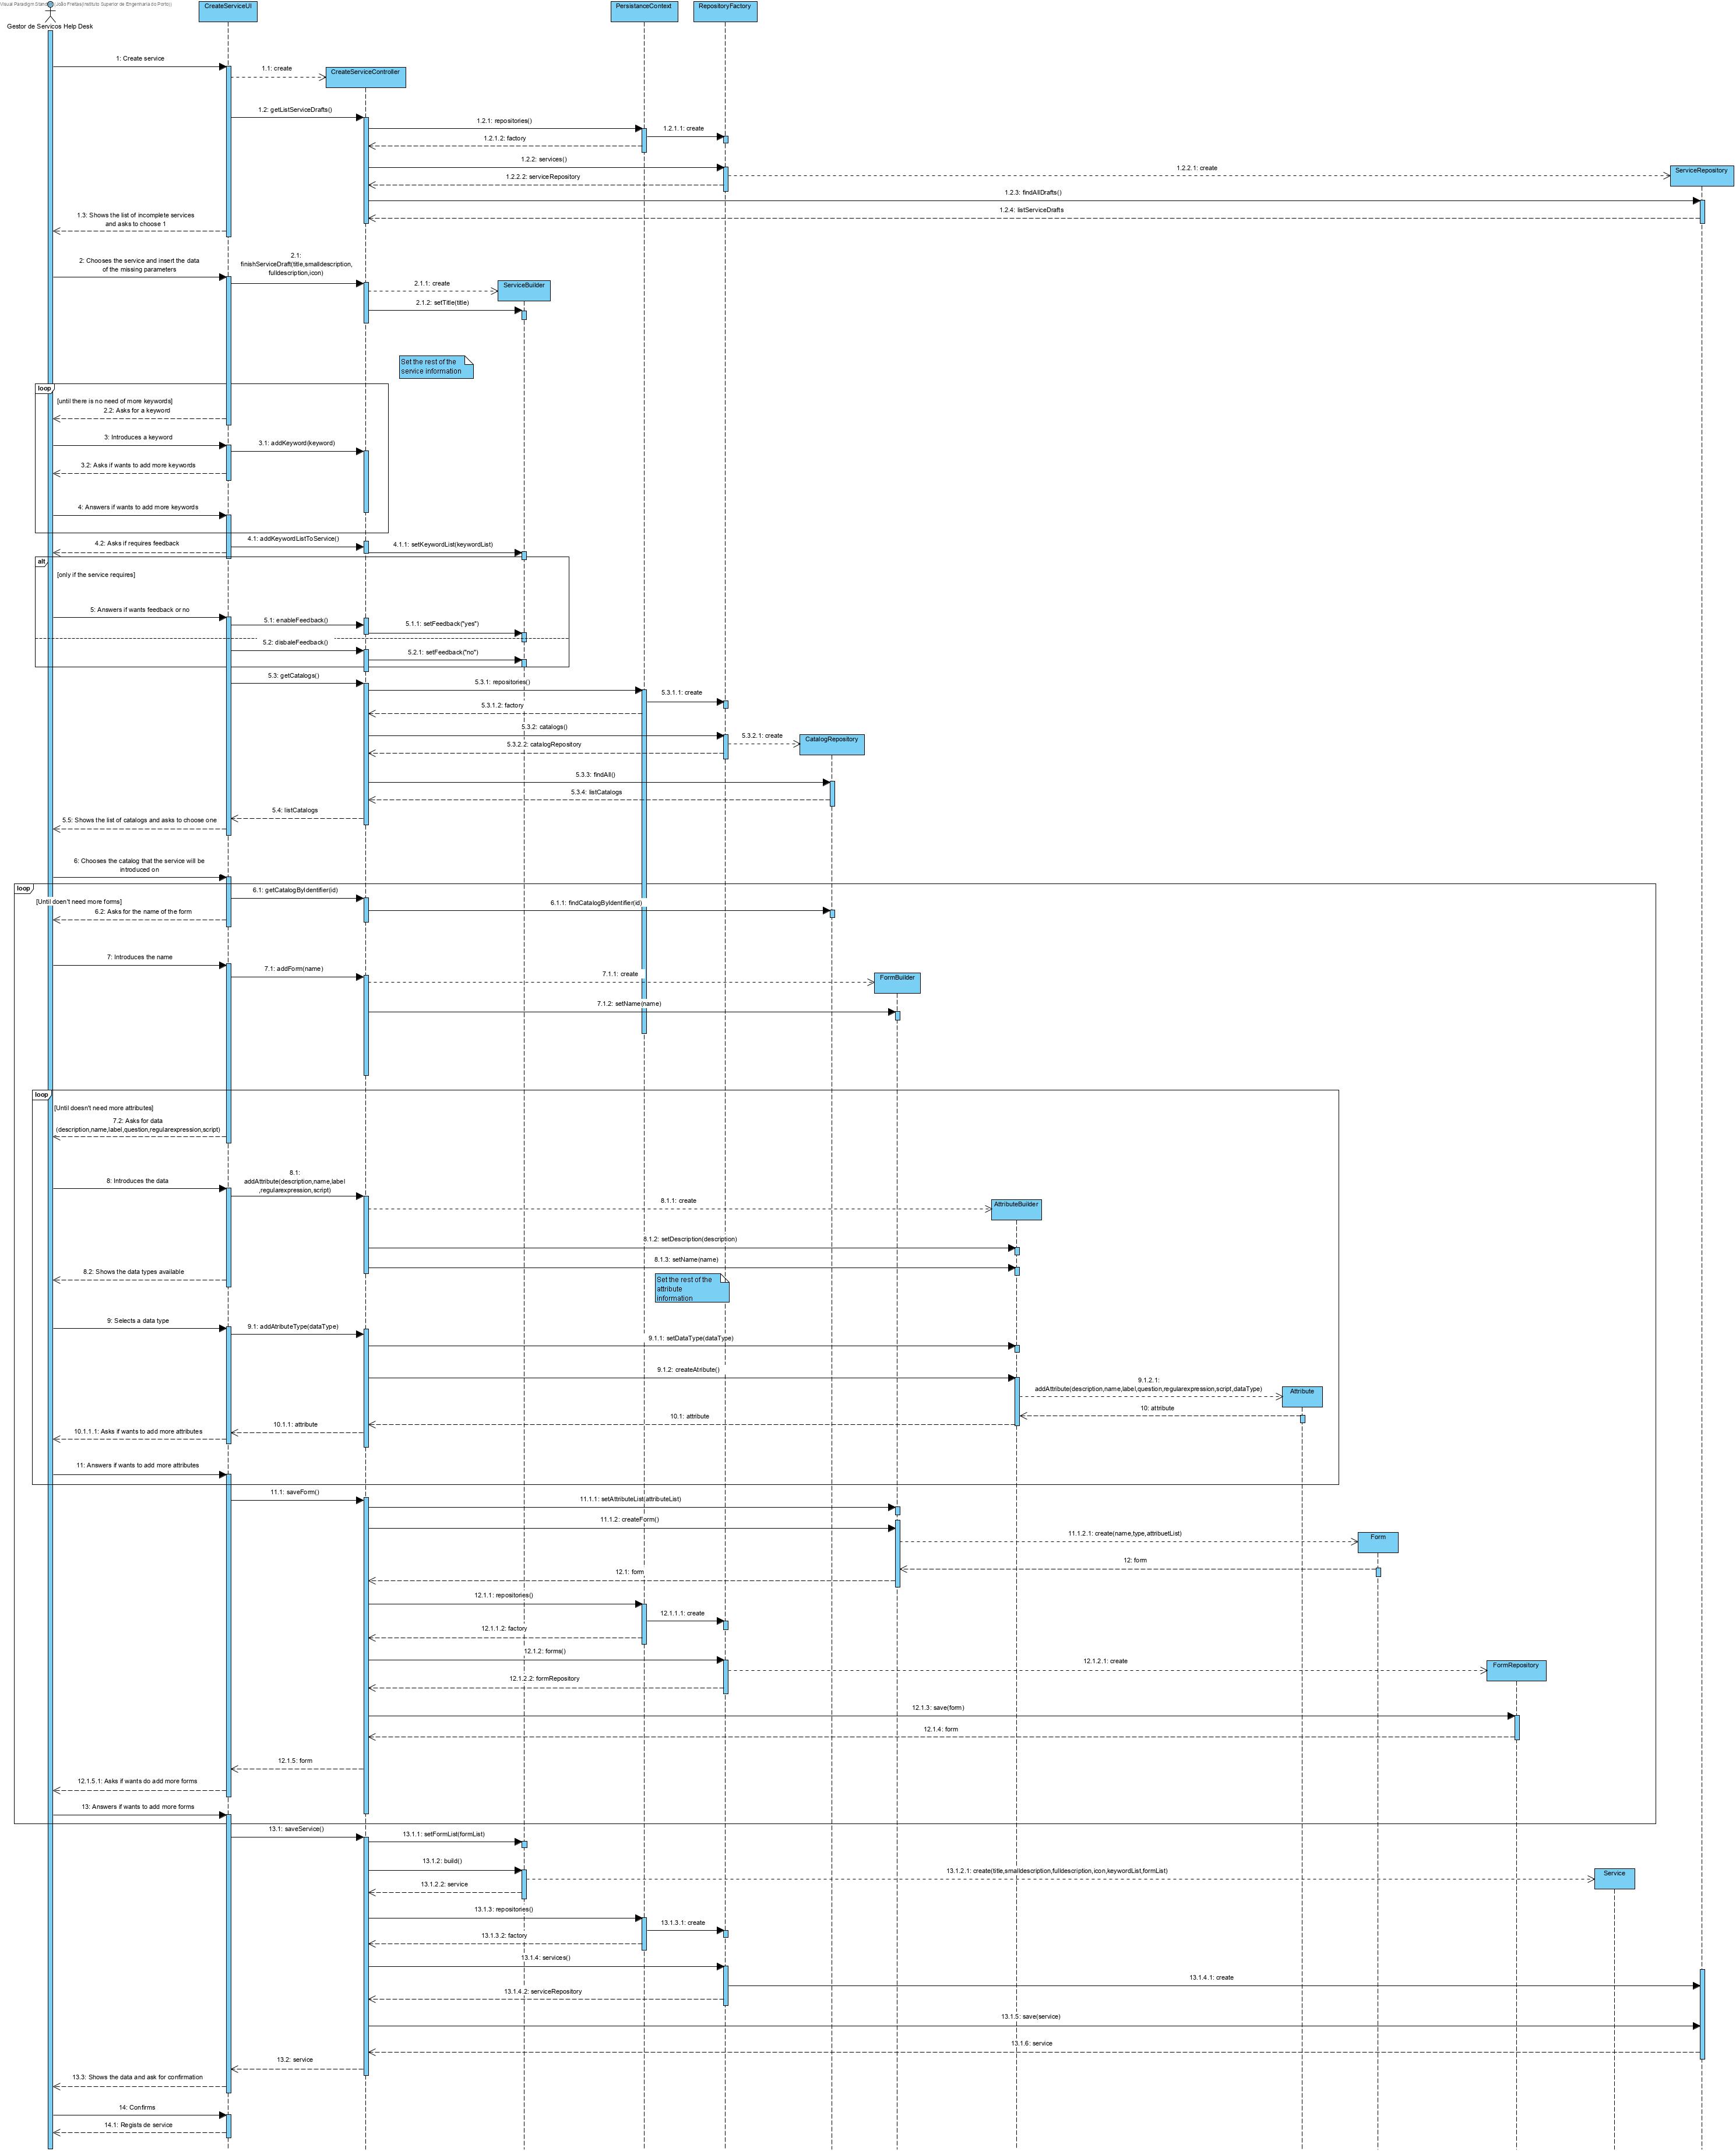 Visual Paradigm Standard(João Freitas(Instituto Superior de Engenharia do Porto))
Gestor de Servicos Help Desk
CreateServiceUI
PersistanceContext
RepositoryFactory
1: Create service
1.1: create
CreateServiceController
1.2: getListServiceDrafts()
1.2.1: repositories()
1.2.1.1: create
1.2.1.2: factory
1.2.2: services()
1.2.2.1: create
ServiceRepository
1.2.2.2: serviceRepository
1.2.3: findAllDrafts()
1.2.4: listServiceDrafts
1.3: Shows the list of incomplete services
and asks to choose 1
2: Chooses the service and insert the data
of the missing parameters
2.1:
finishServiceDraft(title,smalldescription,
fulldescription,icon)
2.1.1: create
ServiceBuilder
2.1.2: setTitle(title)
Set the rest of the
service information
loop
[until there is no need of more keywords]
2.2: Asks for a keyword
3: Introduces a keyword
3.1: addKeyword(keyword)
3.2: Asks if wants to add more keywords
4: Answers if wants to add more keywords
4.1: addKeywordListToService()
4.2: Asks if requires feedback
4.1.1: setKeywordList(keywordList)
alt
[only if the service requires]
5: Answers if wants feedback or no
5.1: enableFeedback()
5.1.1: setFeedback("yes")
5.2: disbaleFeedback()
5.2.1: setFeedback("no")
5.3: getCatalogs()
5.3.1: repositories()
5.3.1.1: create
5.3.1.2: factory
5.3.2: catalogs()
5.3.2.1: create
CatalogRepository
5.3.2.2: catalogRepository
5.3.3: findAll()
5.3.4: listCatalogs
5.4: listCatalogs
5.5: Shows the list of catalogs and asks to choose one
6: Chooses the catalog that the service will be
introduced on
loop
6.1: getCatalogByIdentifier(id)
[Until doen't need more forms]
6.1.1: findCatalogByIdentifier(id)
6.2: Asks for the name of the form
7: Introduces the name
7.1: addForm(name)
7.1.1: create
FormBuilder
7.1.2: setName(name)
loop
[Until doesn't need more attributes]
7.2: Asks for data
(description,name,label,question,regularexpression,script)
8: Introduces the data
8.1:
addAttribute(description,name,label
,regularexpression,script)
8.1.1: create
AttributeBuilder
8.1.2: setDescription(description)
8.1.3: setName(name)
8.2: Shows the data types available
Set the rest of the
attribute
information
9: Selects a data type
9.1: addAtributeType(dataType)
9.1.1: setDataType(dataType)
9.1.2: createAtribute()
9.1.2.1:
addAttribute(description,name,label,question,regularexpression,script,dataType)
Attribute
10: attribute
10.1: attribute
10.1.1: attribute
10.1.1.1: Asks if wants to add more attributes
11: Answers if wants to add more attributes
11.1: saveForm()
11.1.1: setAttributeList(attributeList)
11.1.2: createForm()
11.1.2.1: create(name,type,attribuetList)
Form
12: form
12.1: form
12.1.1: repositories()
12.1.1.1: create
12.1.1.2: factory
12.1.2: forms()
12.1.2.1: create
FormRepository
12.1.2.2: formRepository
12.1.3: save(form)
12.1.4: form
12.1.5: form
12.1.5.1: Asks if wants do add more forms
13: Answers if wants to add more forms
13.1: saveService()
13.1.1: setFormList(formList)
13.1.2: build()
13.1.2.1: create(title,smalldescription,fulldescription,icon,keywordList,formList)
Service
13.1.2.2: service
13.1.3: repositories()
13.1.3.1: create
13.1.3.2: factory
13.1.4: services()
13.1.4.1: create
13.1.4.2: serviceRepository
13.1.5: save(service)
13.1.6: service
13.2: service
13.3: Shows the data and ask for confirmation
14: Confirms
14.1: Regists de service